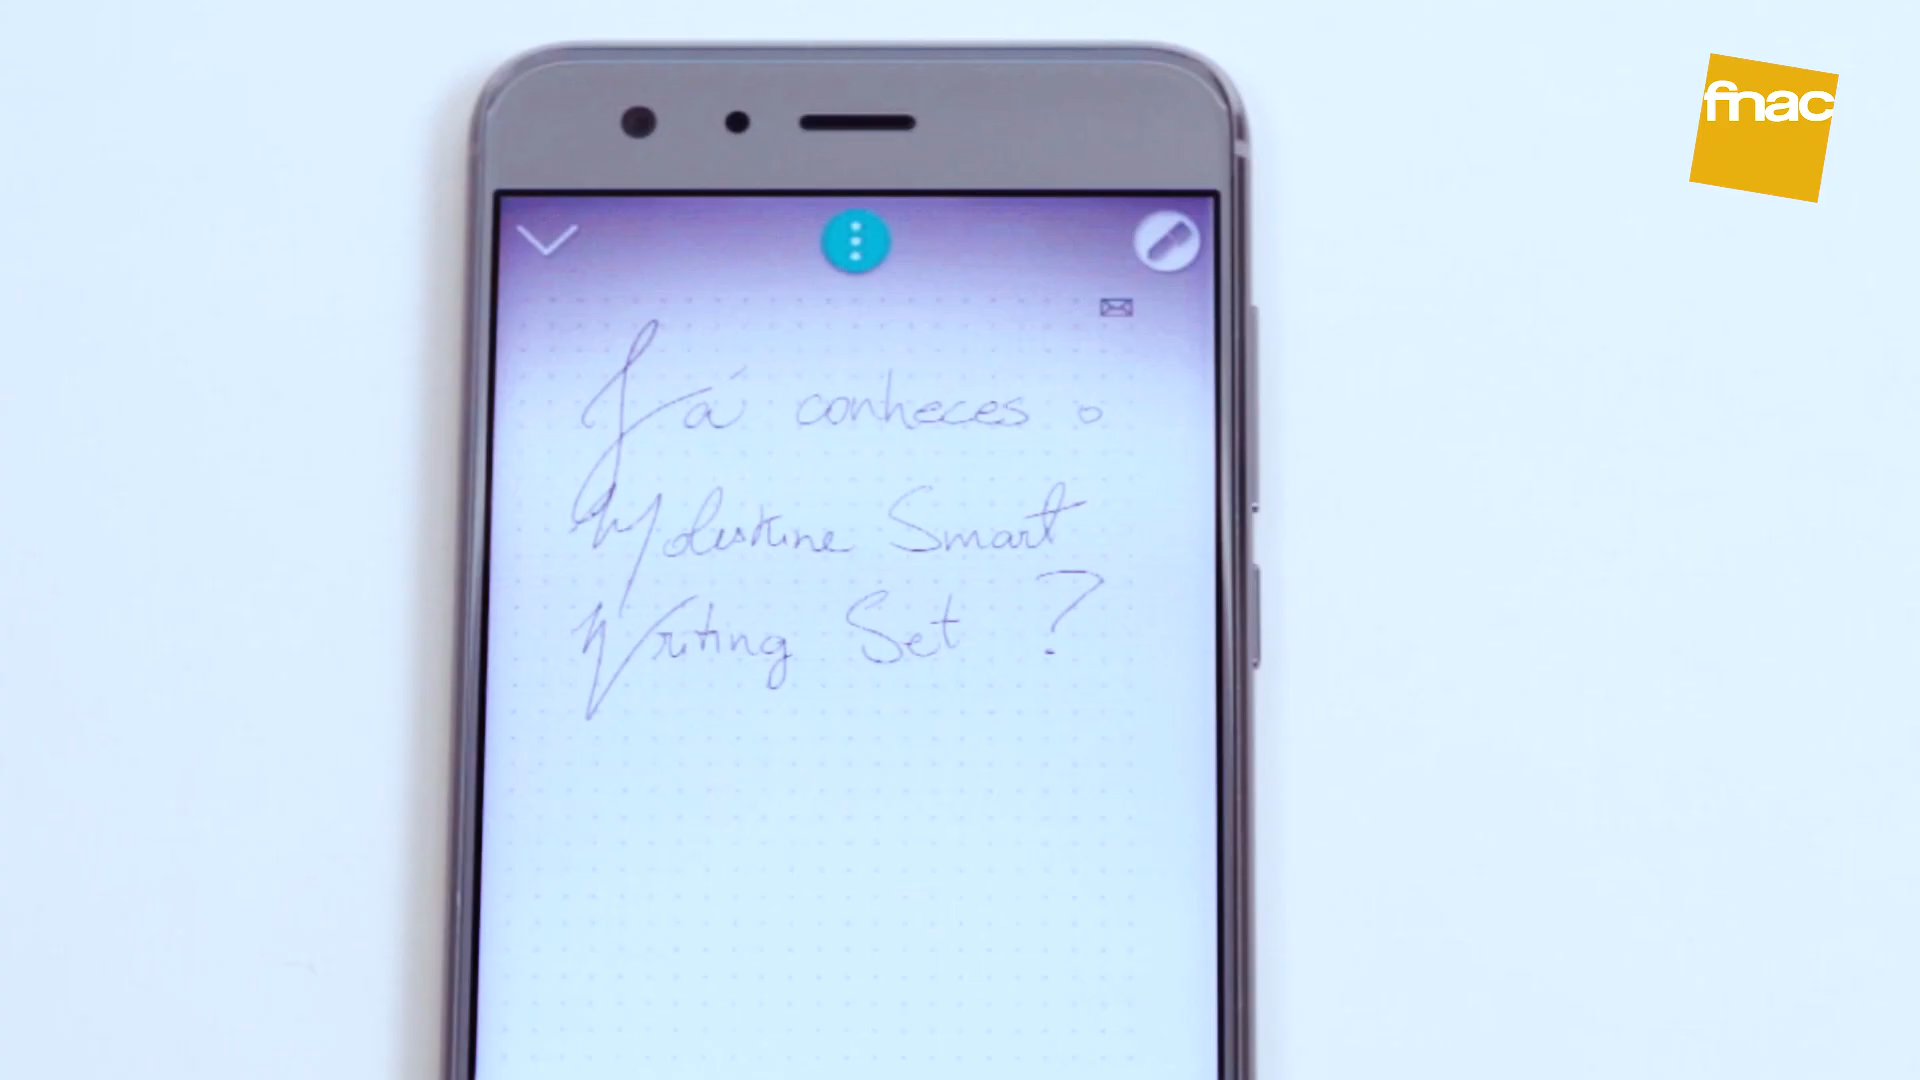 fnac
Já conheces o
Moleskine Smart
Writing Set ?